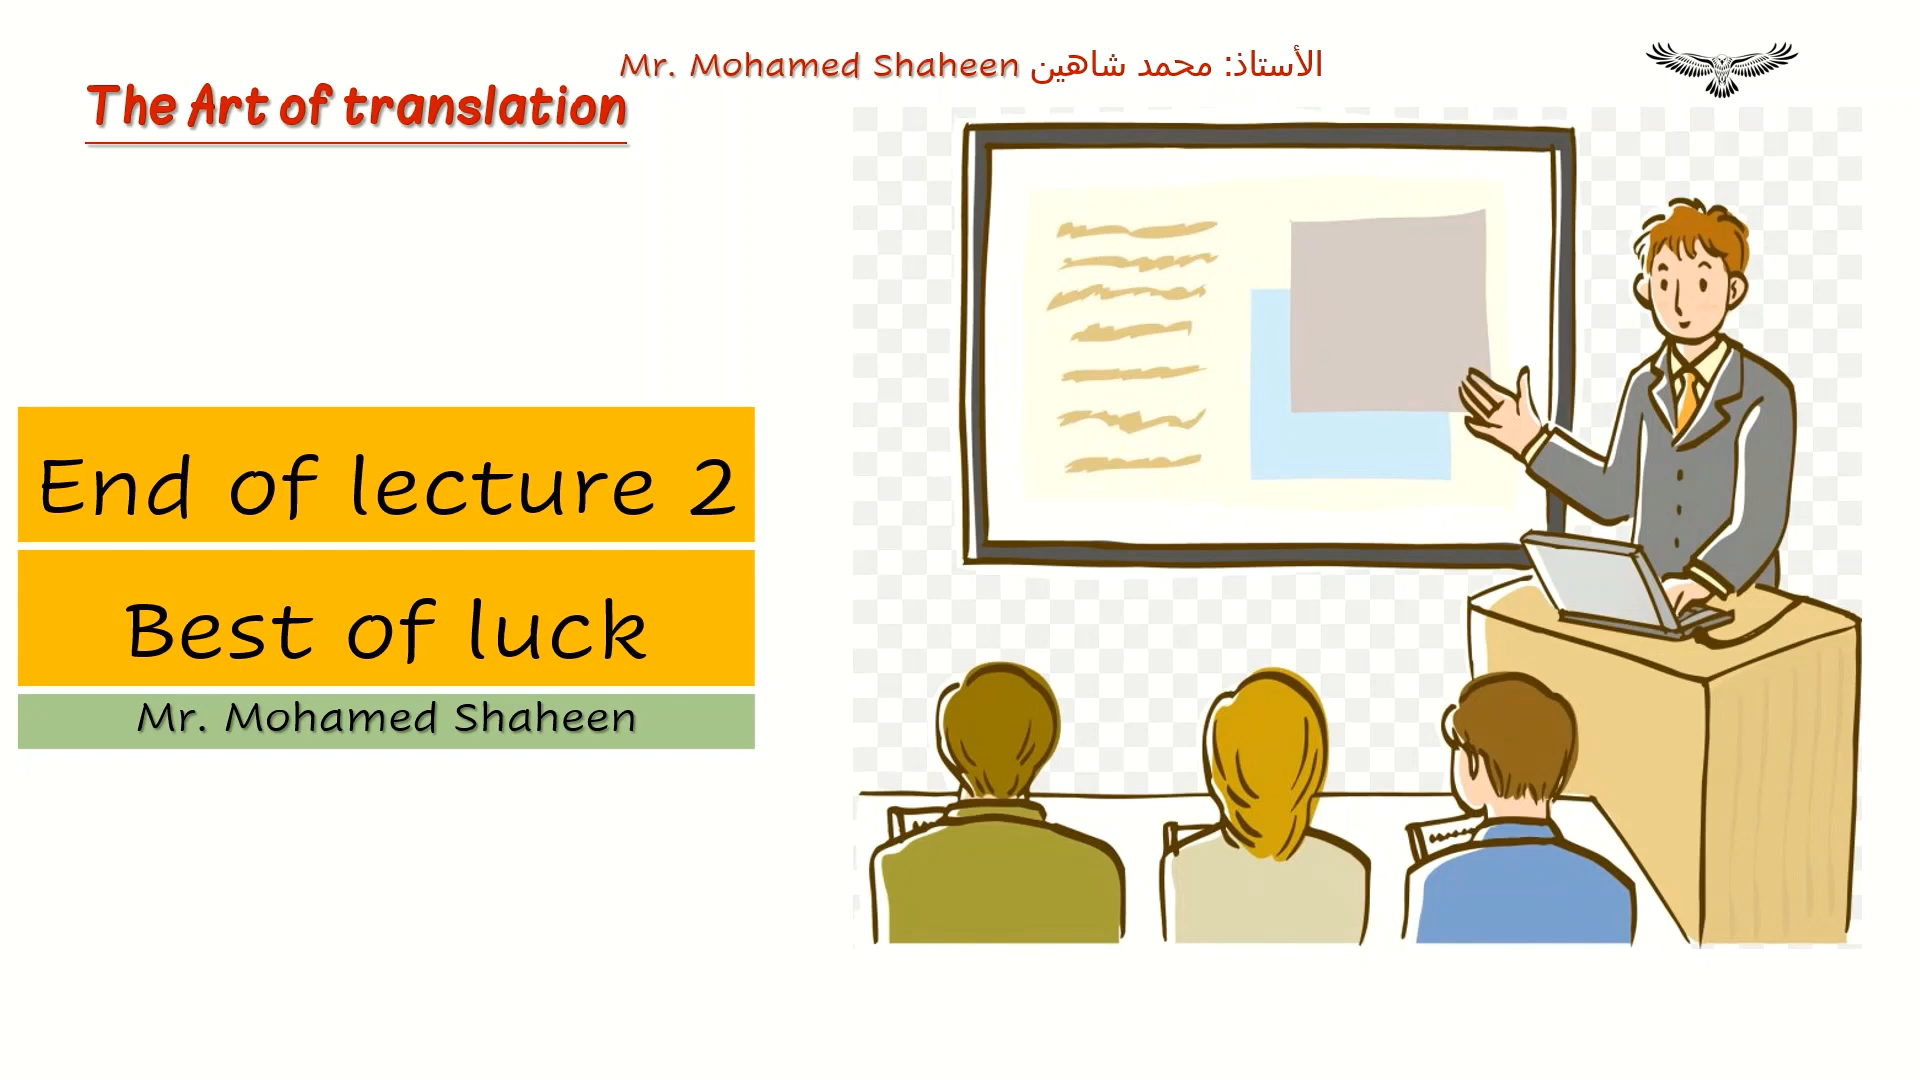 Mr. Mohamed Shaheen الأستاذ: محمد شاهين
The Art of translation
End of lecture 2
Best of luck
Mr. Mohamed Shaheen